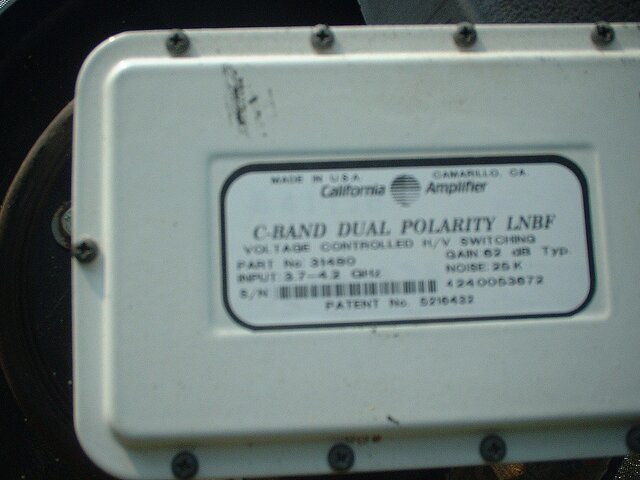 MADE IN U.S.A. CAMARILLO, CA.
California Amplifier
C-BAND DUAL POLARITY LNBF
VOLTAGE CONTROLLED H/V SWITCHING
PART No. 31490 GAIN: 62 dB Typ.
INPUT: 3.7-4.2 GHz NOISE: 25 K
S/N 4240053672
PATENT No. 5216432